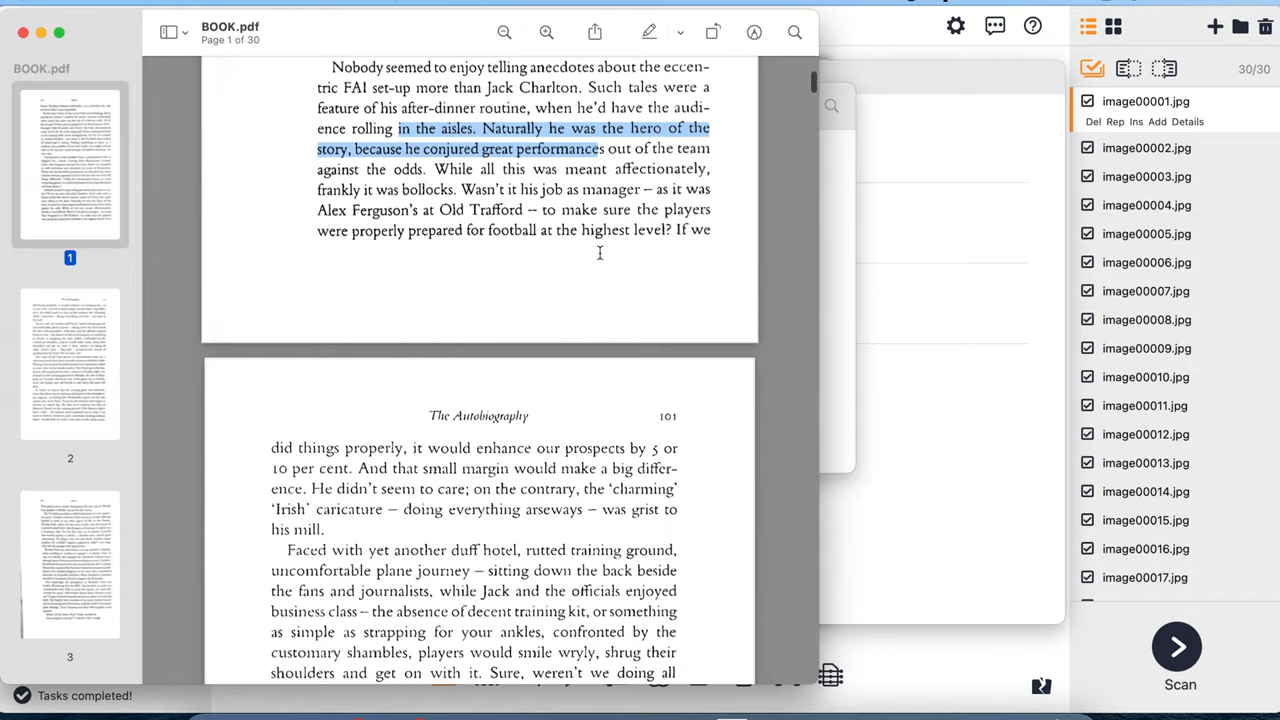 BOOK.pdf
Page 1 of 30
BOOK.pdf
1
2
3
Tasks completed!
Nobody seemed to enjoy telling anecdotes about the eccen-
tric FAI set-up more than Jack Charlton. Such tales were a
feature of his after-dinner routine, when he'd have the audi-
ence rolling in the aisles. Naturally he was the hero of the
story, because he conjured great performances out of the team
against the odds. While all this was meant affectionately,
frankly it was bollocks. Wasn't it his job as manager – as it was
Alex Ferguson's at Old Trafford – to make sure the players
were properly prepared for football at the highest level? If we
The Autobiography 101
did things properly, it would enhance our prospects by 5 or
10 per cent. And that small margin would make a big differ-
ence. He didn't seem to care; on the contrary, the 'charming'
'Irish' caricature – doing everything arseways – was grist to
his mill.
Faced with yet another duff hotel, rutted training ground,
uncomfortable plane journey – sitting down the back beside
the fans and journalists, while Jack and the officials enjoyed
business class – the absence of decent training kit, or something
as simple as strapping for your ankles, confronted by the
customary shambles, players would smile wryly, shrug their
shoulders and get on with it. Sure, weren't we doing all
30/30
image00001.jpg
Del Rep Ins Add Details
image00002.jpg
image00003.jpg
image00004.jpg
image00005.jpg
image00006.jpg
image00007.jpg
image00008.jpg
image00009.jpg
image00010.jpg
image00011.jpg
image00012.jpg
image00013.jpg
image00014.jpg
image00015.jpg
image00016.jpg
image00017.jpg
Scan